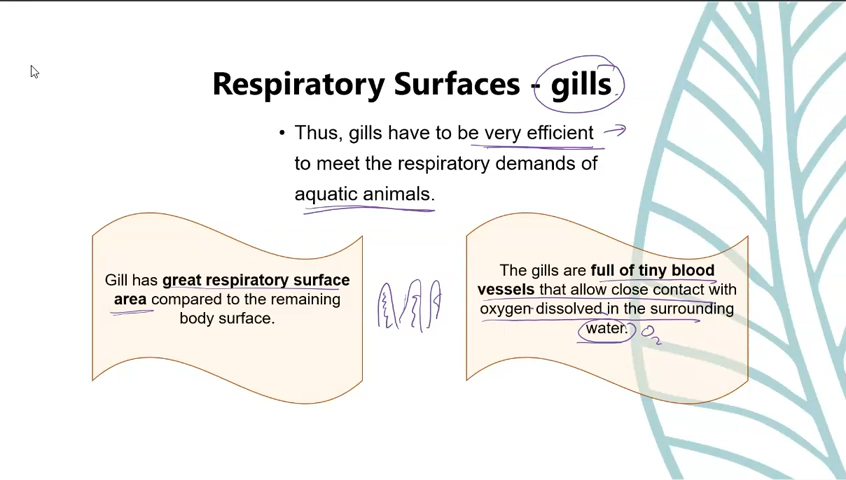 Respiratory Surfaces - gills
• Thus, gills have to be very efficient →
to meet the respiratory demands of
aquatic animals.
Gill has great respiratory surface
area compared to the remaining
body surface.
The gills are full of tiny blood
vessels that allow close contact with
oxygen dissolved in the surrounding
water. O₂